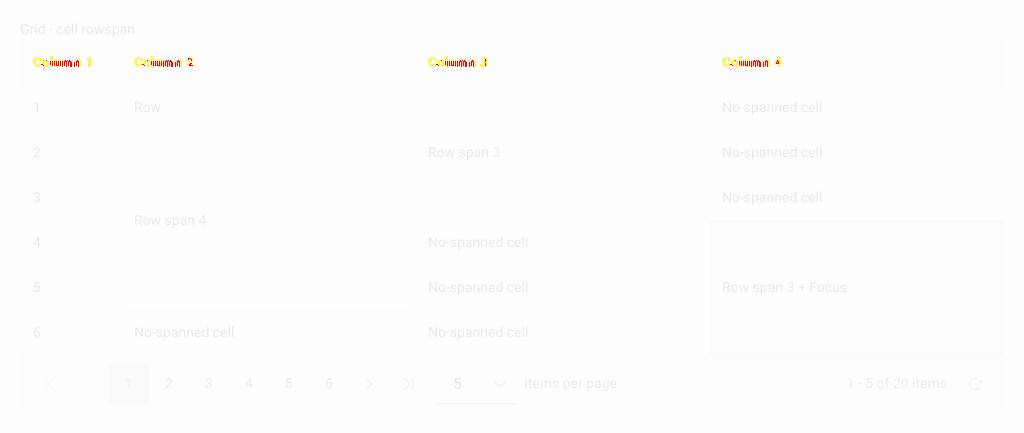 Grid - cell rowspan
Column 1 Column 2 Column 3 Column 4
1 Row No-spanned cell
2 Row span 3 No-spanned cell
3 No-spanned cell
Row span 4
4 No-spanned cell
5 No-spanned cell Row span 3 + Focus
6 No-spanned cell No-spanned cell
1 2 3 4 5 6 5 items per page 1 - 5 of 20 items